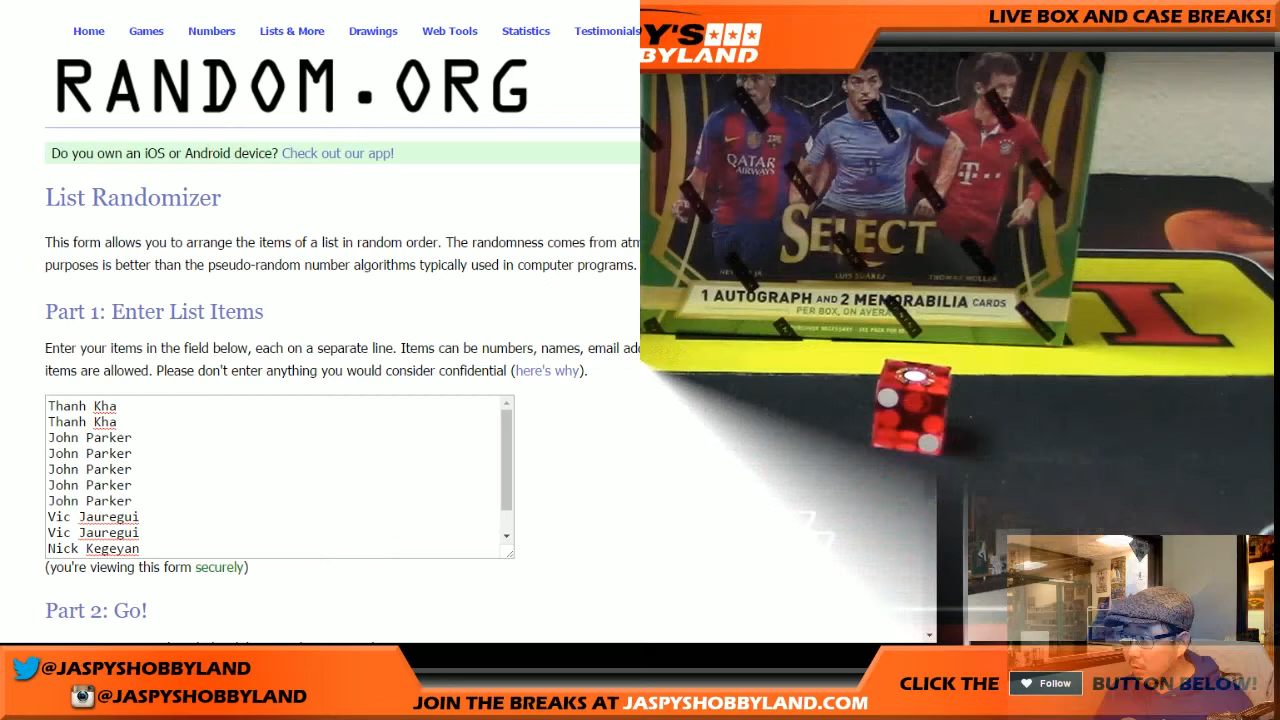 Home Games Numbers Lists & More Drawings Web Tools Statistics Testimonials
RANDOM.ORG
Do you own an iOS or Android device? Check out our app!
List Randomizer
This form allows you to arrange the items of a list in random order. The randomness comes from atm
purposes is better than the pseudo-random number algorithms typically used in computer programs.
Part 1: Enter List Items
Enter your items in the field below, each on a separate line. Items can be numbers, names, email add
items are allowed. Please don't enter anything you would consider confidential (here's why).
Thanh Kha
Thanh Kha
John Parker
John Parker
John Parker
John Parker
John Parker
Vic Jauregui
Vic Jauregui
Nick Kegeyan
(you're viewing this form securely)
Part 2: Go!
LIVE BOX AND CASE BREAKS!
Y'S
BYLAND
QATAR
AIRWAYS
T
SELECT
LUIS SUAREZ
THOMAS MULLER
1 AUTOGRAPH AND 2 MEMORABILIA CARDS
PER BOX, ON AVERA
@JASPYSHOBBYLAND
@JASPYSHOBBYLAND
JOIN THE BREAKS AT JASPYSHOBBYLAND.COM
CLICK THE Follow BUTTON BELOW!